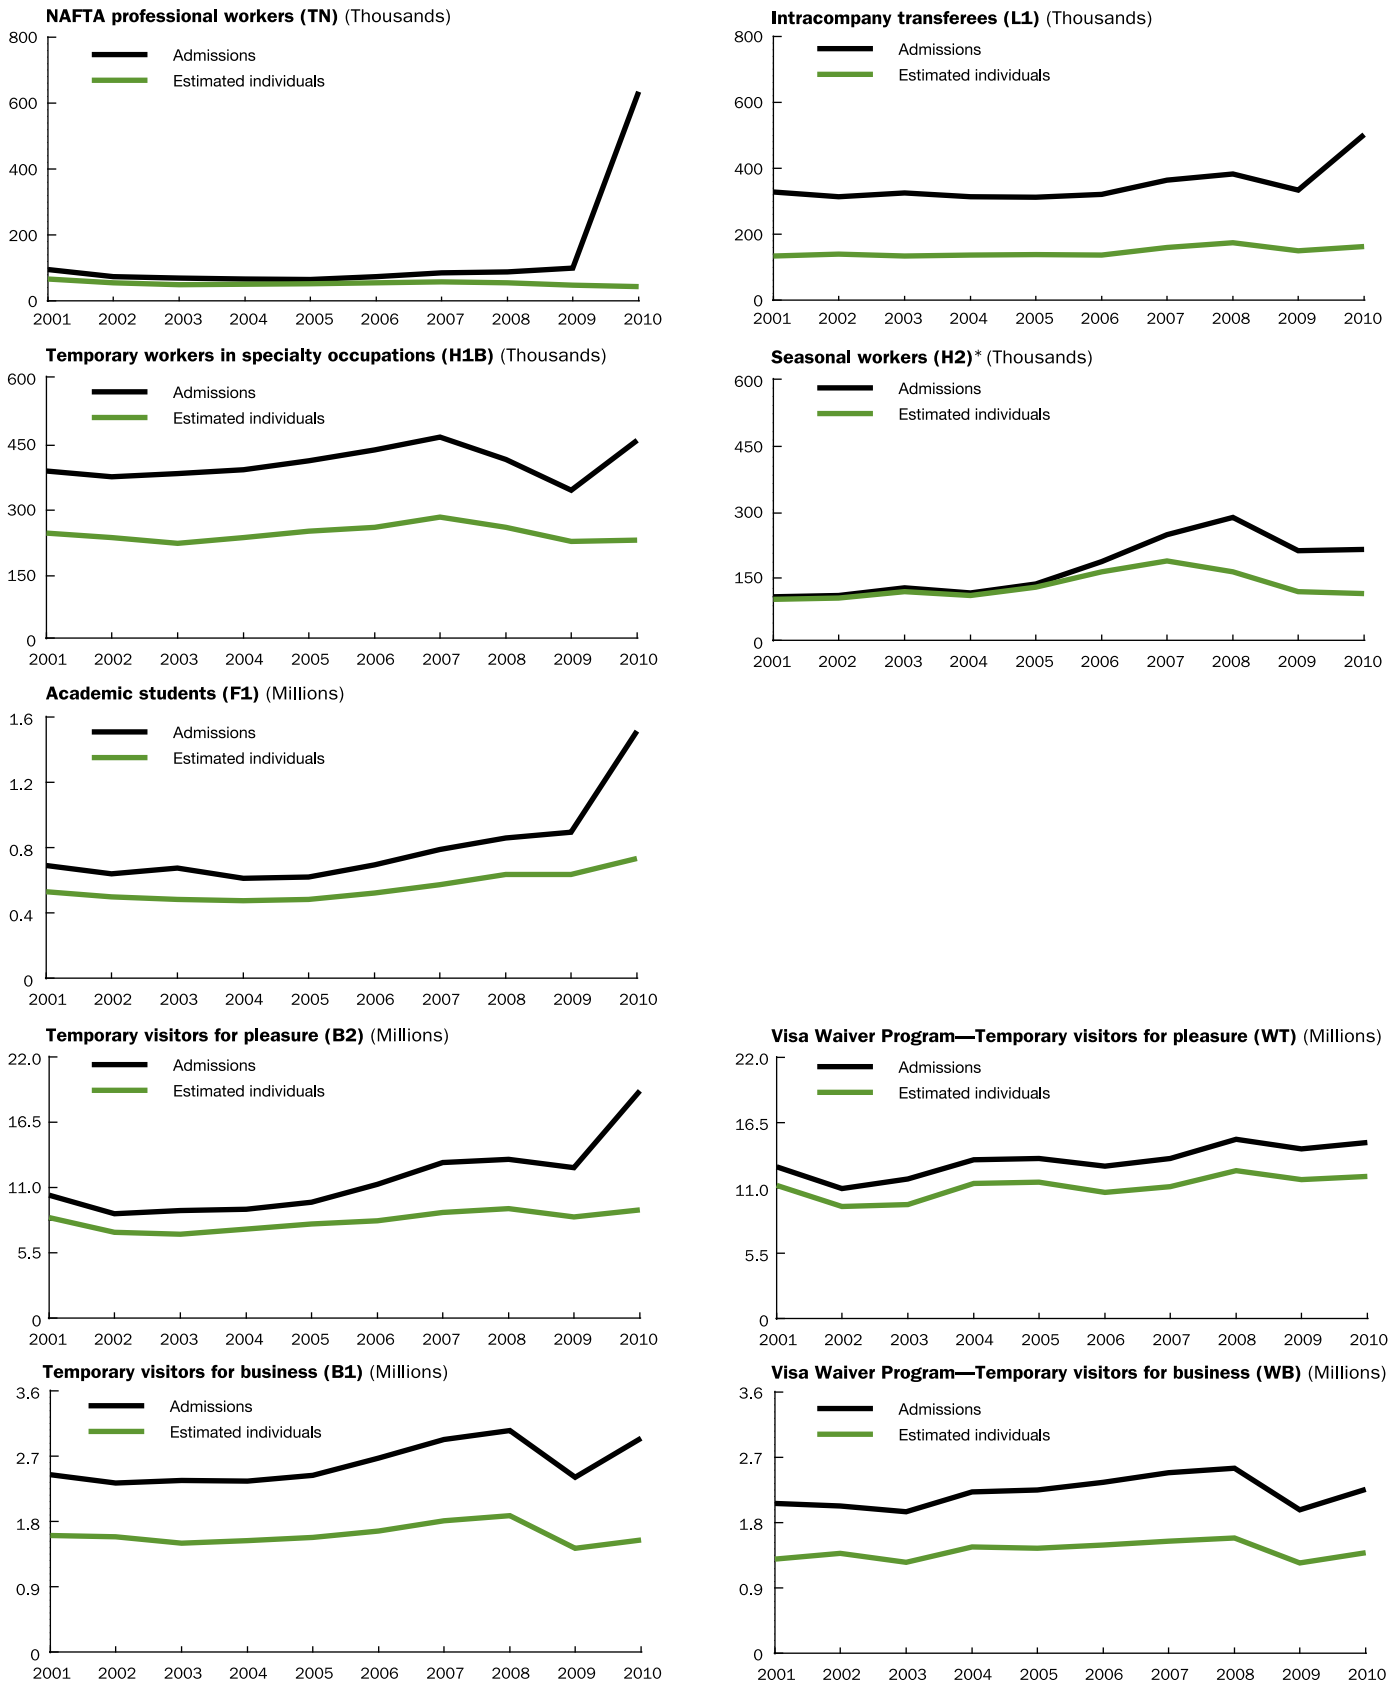 NAFTA professional workers (TN) (Thousands)
800
Admissions
Estimated individuals
600
400
200
0
2001 2002 2003 2004 2005 2006 2007 2008 2009 2010
Intracompany transferees (L1) (Thousands)
800
Admissions
Estimated individuals
600
400
200
0
2001 2002 2003 2004 2005 2006 2007 2008 2009 2010
Temporary workers in specialty occupations (H1B) (Thousands)
600
Admissions
Estimated individuals
450
300
150
0
2001 2002 2003 2004 2005 2006 2007 2008 2009 2010
Seasonal workers (H2)* (Thousands)
600
Admissions
Estimated individuals
450
300
150
0
2001 2002 2003 2004 2005 2006 2007 2008 2009 2010
Academic students (F1) (Millions)
1.6
Admissions
Estimated individuals
1.2
0.8
0.4
0
2001 2002 2003 2004 2005 2006 2007 2008 2009 2010
Temporary visitors for pleasure (B2) (Millions)
22.0
Admissions
Estimated individuals
16.5
11.0
5.5
0
2001 2002 2003 2004 2005 2006 2007 2008 2009 2010
Visa Waiver Program—Temporary visitors for pleasure (WT) (Millions)
22.0
Admissions
Estimated individuals
16.5
11.0
5.5
0
2001 2002 2003 2004 2005 2006 2007 2008 2009 2010
Temporary visitors for business (B1) (Millions)
3.6
Admissions
Estimated individuals
2.7
1.8
0.9
0
2001 2002 2003 2004 2005 2006 2007 2008 2009 2010
Visa Waiver Program—Temporary visitors for business (WB) (Millions)
3.6
Admissions
Estimated individuals
2.7
1.8
0.9
0
2001 2002 2003 2004 2005 2006 2007 2008 2009 2010